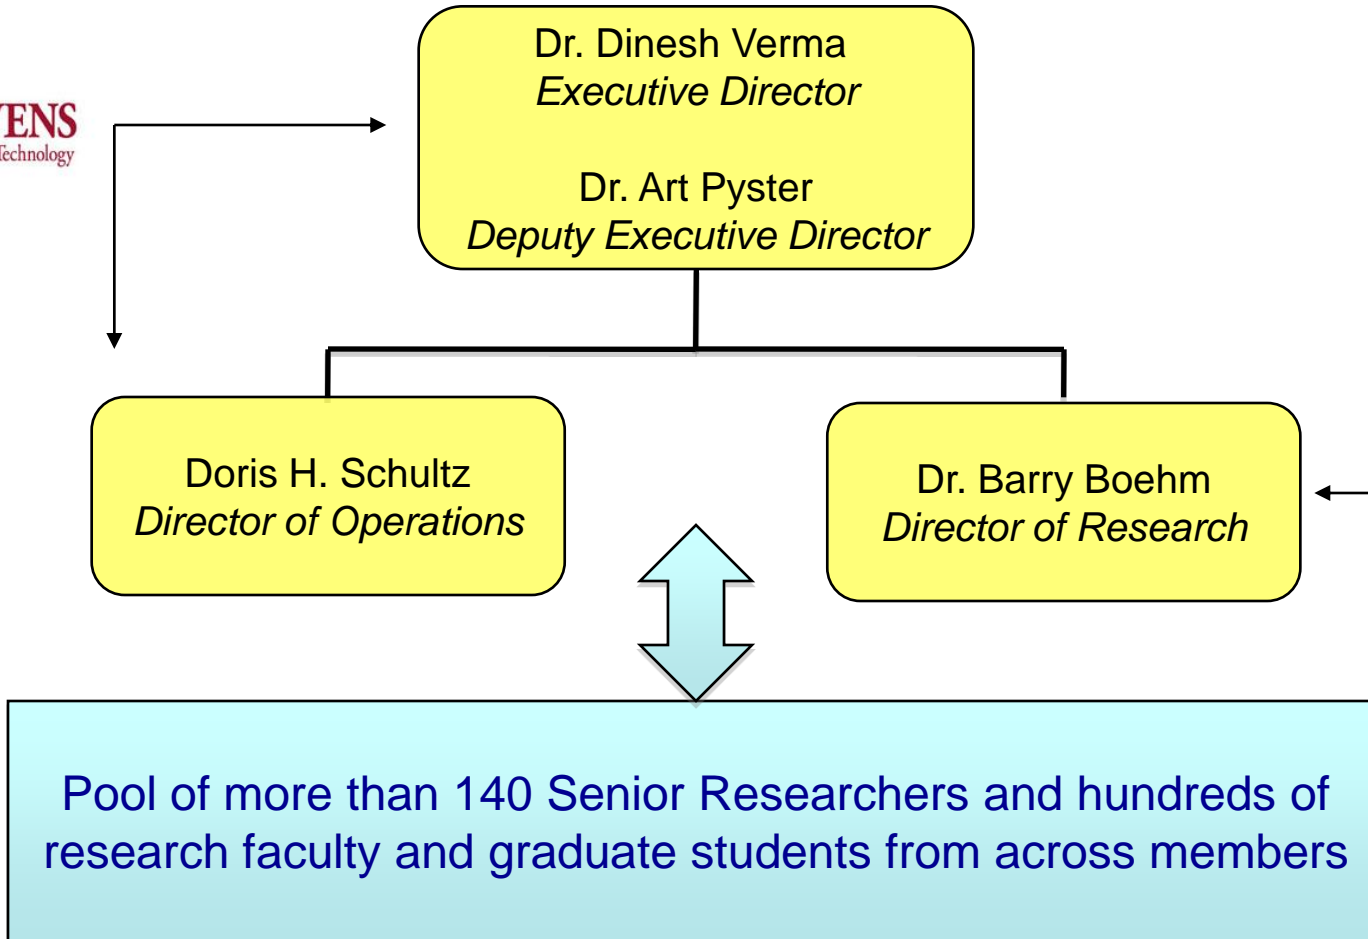 Dr. Dinesh Verma
Executive Director
Dr. Art Pyster
Deputy Executive Director
Technology
Doris H. Schultz
Director of Operations
Dr. Barry Boehm
Director of Research
Pool of more than 140 Senior Researchers and hundreds of
research faculty and graduate students from across members